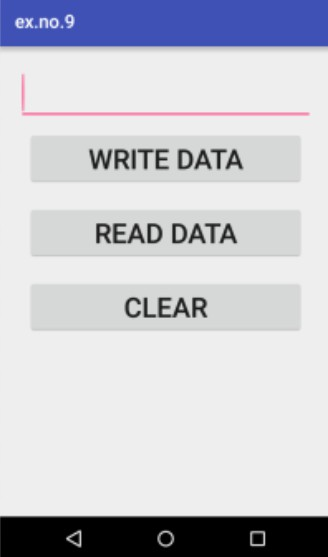 ex.no.9
WRITE DATA
READ DATA
CLEAR